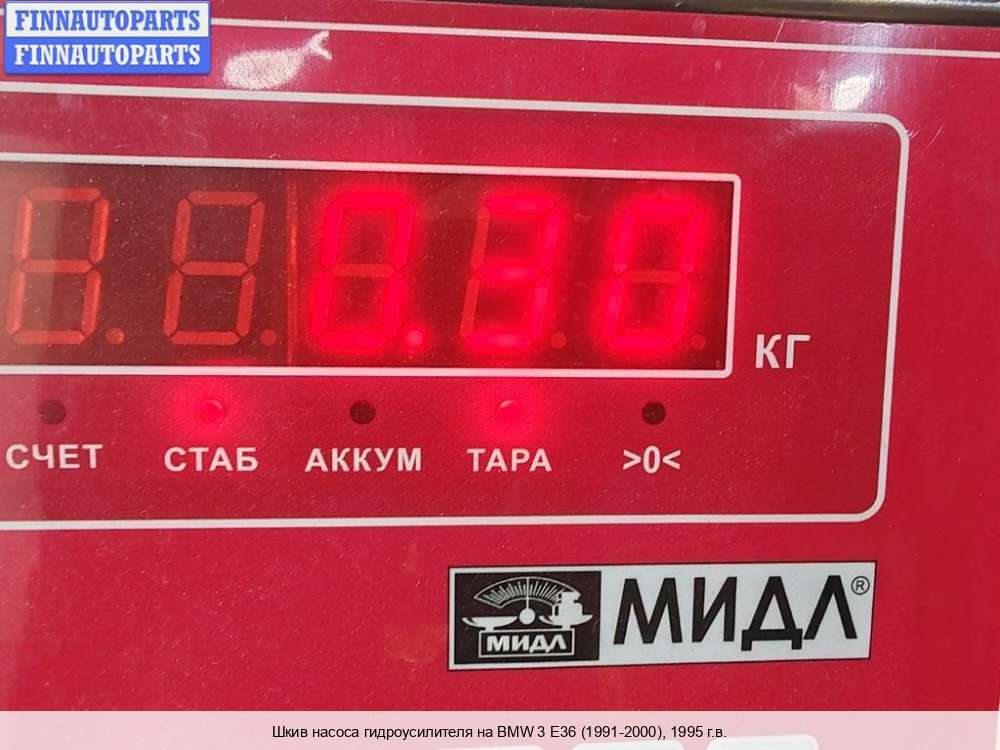 FINNAUTOPARTS
FINNAUTOPARTS
0.30
КГ
СЧЕТ СТАБ АККУМ ТАРА >0<
МИДЛ МИДЛ®
Шкив насоса гидроусилителя на BMW 3 E36 (1991-2000), 1995 г.в.